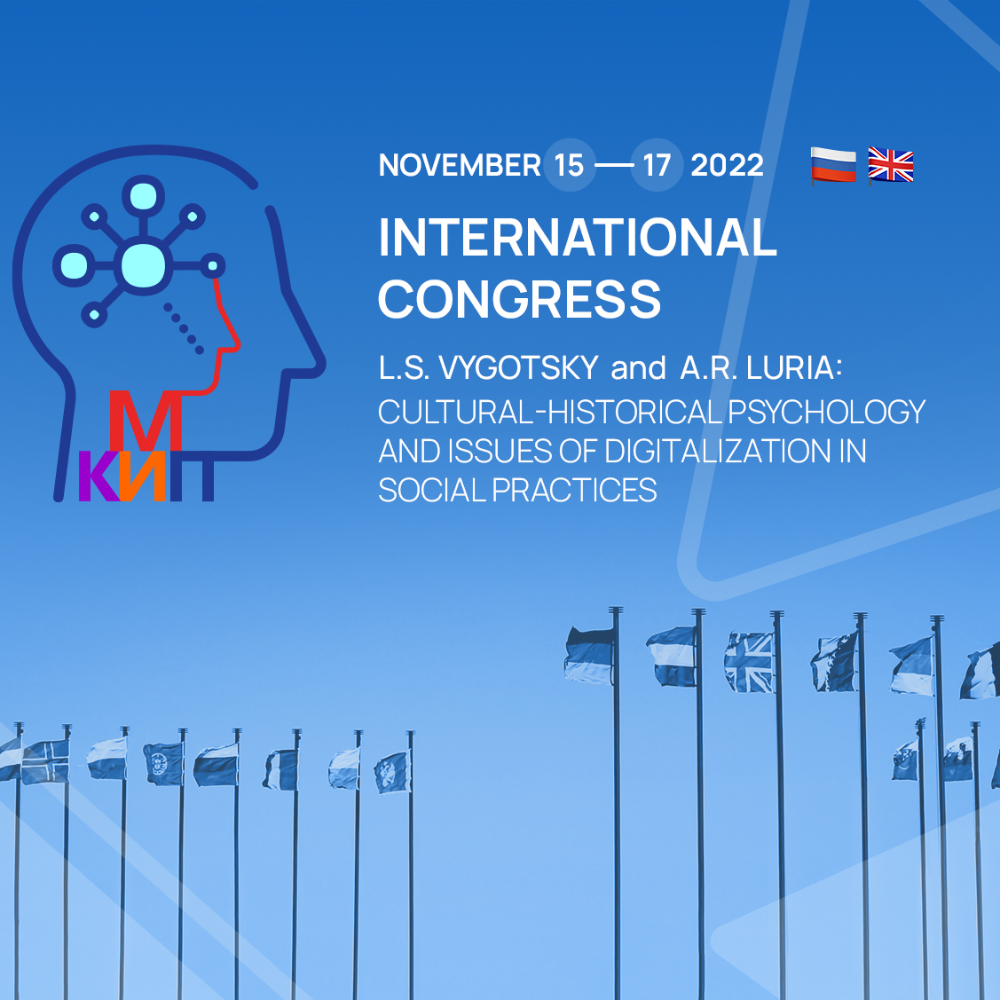 NOVEMBER 15 — 17 2022
INTERNATIONAL
CONGRESS
L.S. VYGOTSKY and A.R. LURIA:
CULTURAL-HISTORICAL PSYCHOLOGY
AND ISSUES OF DIGITALIZATION IN
SOCIAL PRACTICES
М
КИП